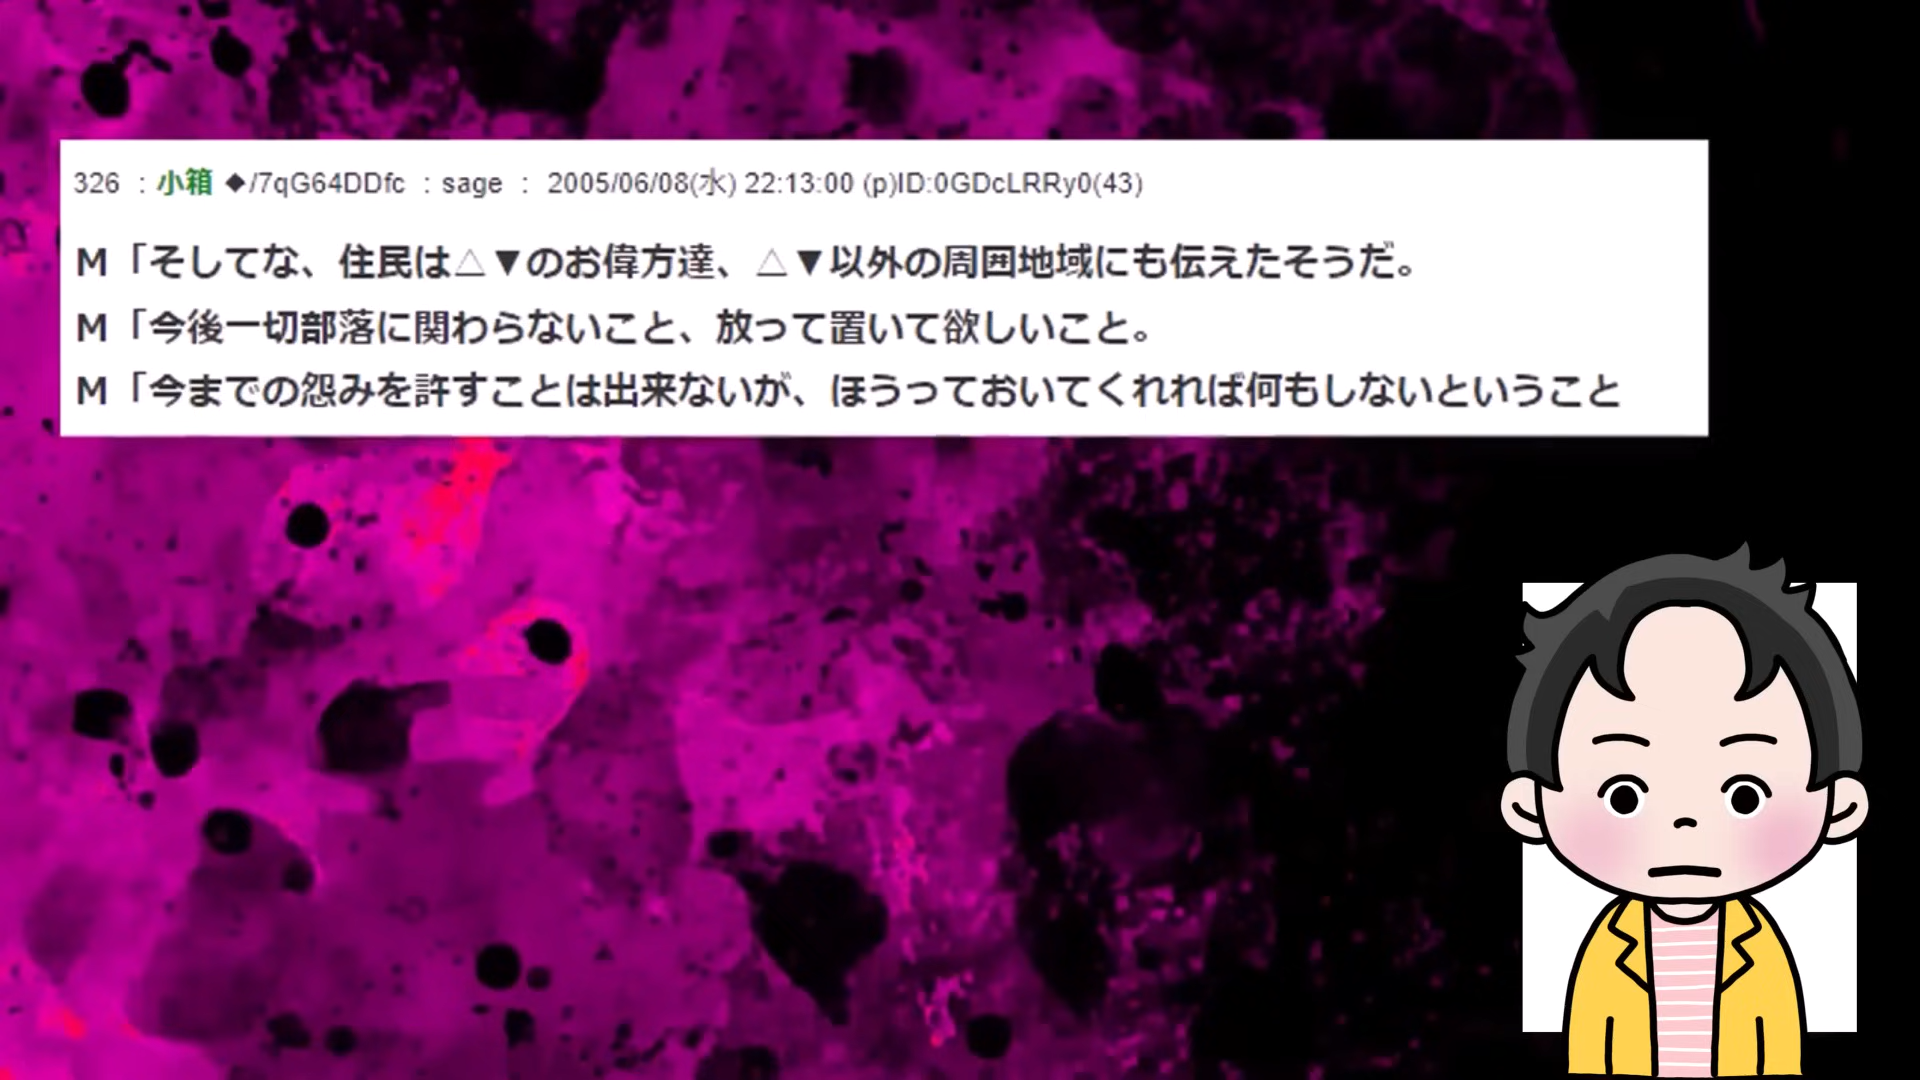 326 ：小箱 ◆/7qG64DDfc ：sage ： 2005/06/08(水) 22:13:00 (p)ID:0GDcLRRy0(43)
M「そしてな、住民は△▼のお偉方達、△▼以外の周囲地域にも伝えたそうだ。
M「今後一切部落に関わらないこと、放って置いて欲しいこと。
M「今までの怨みを許すことは出来ないが、ほうっておいてくれれば何もしないということ